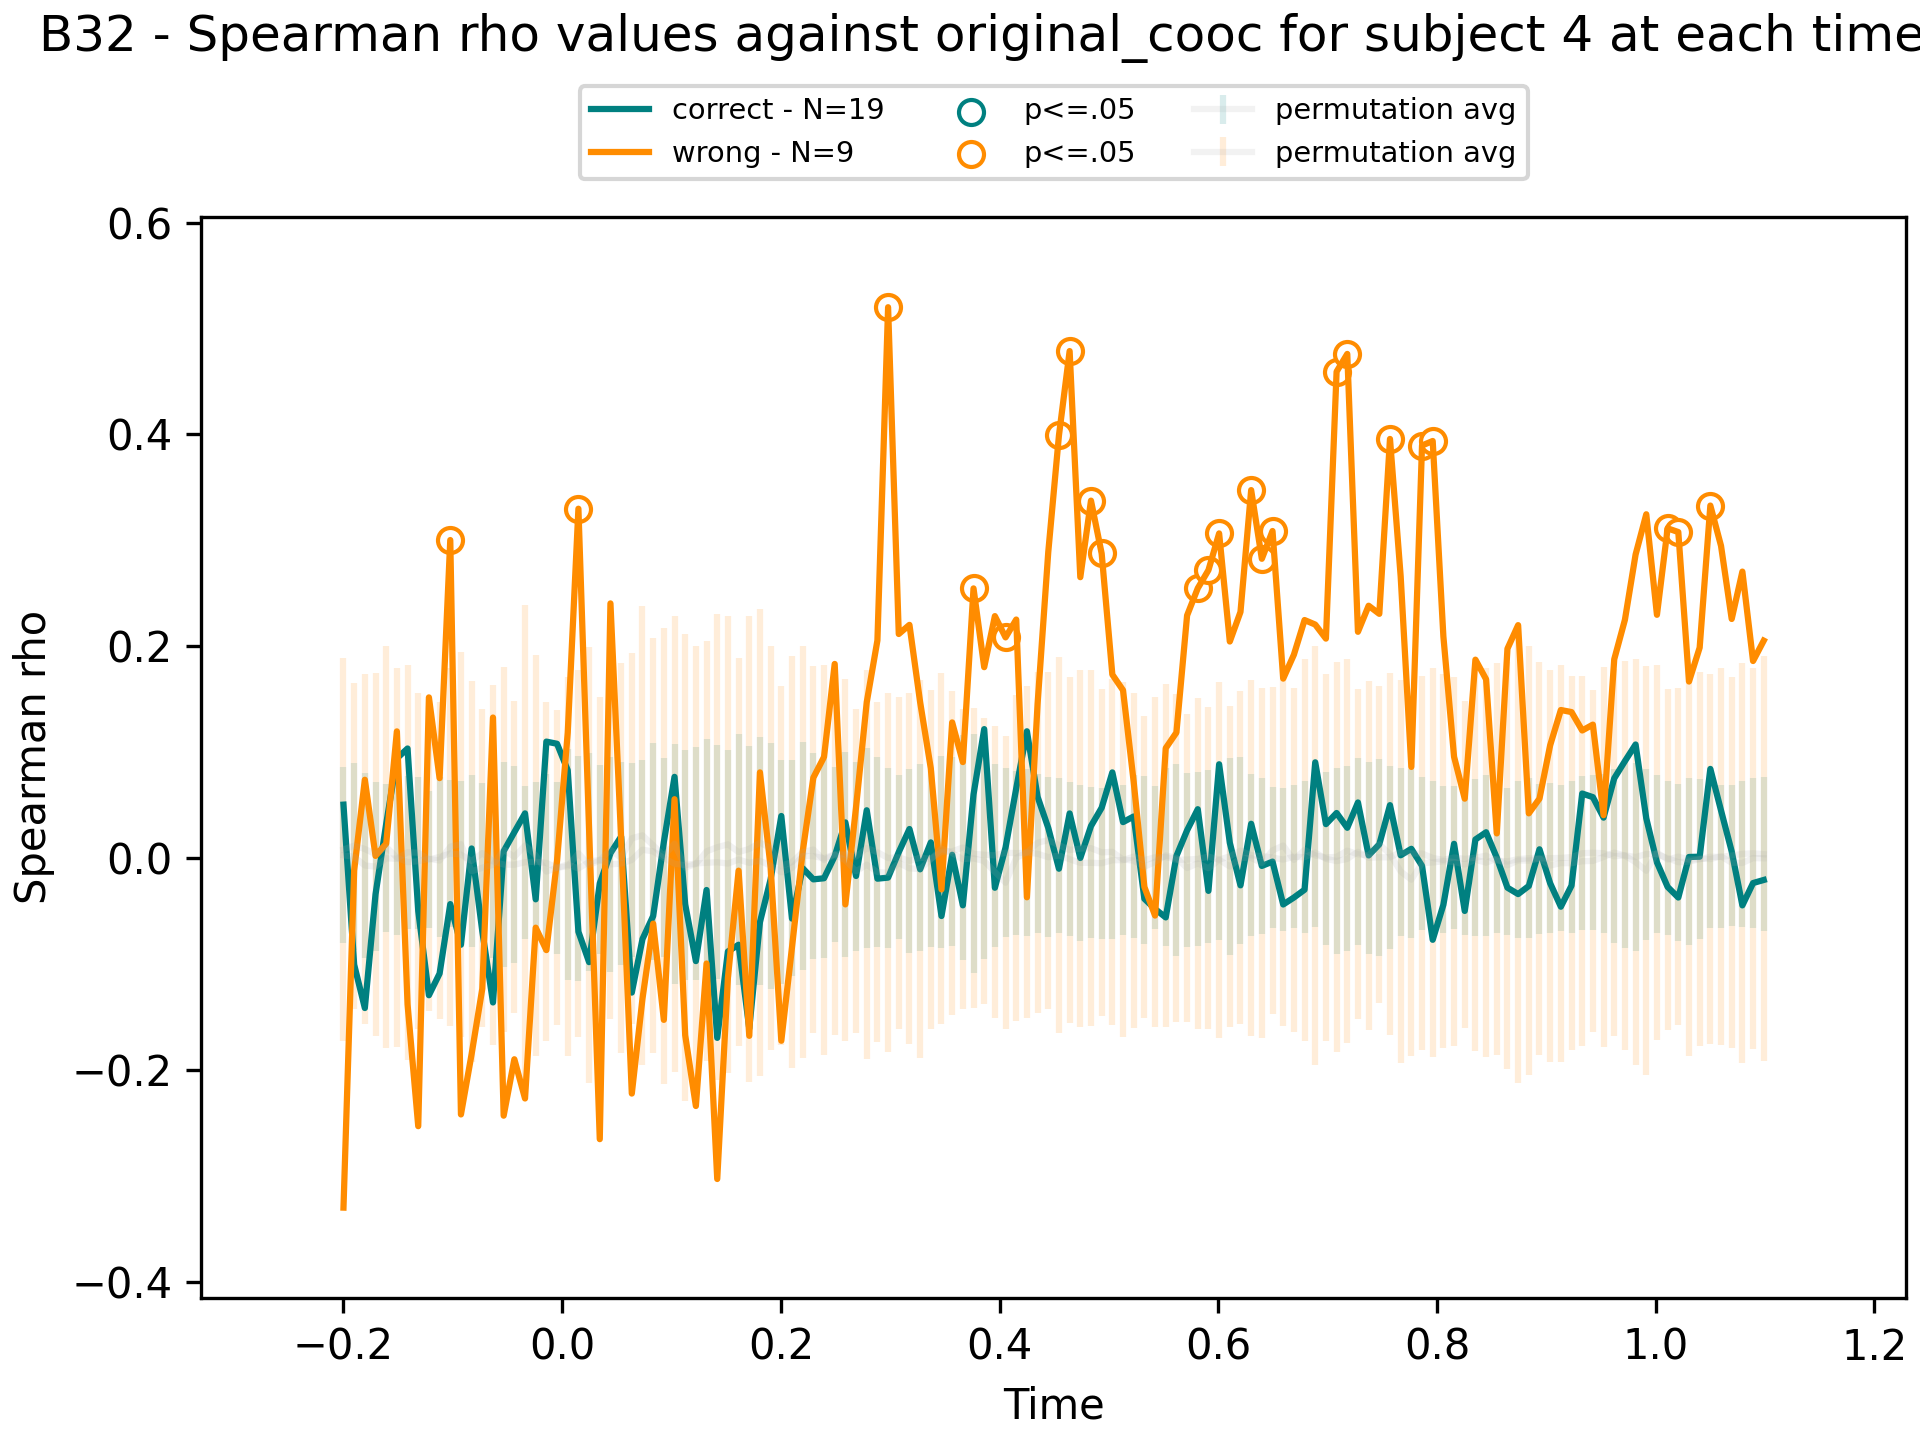 B32 - Spearman rho values against original_cooc for subject 4 at each time
correct - N=19
wrong - N=9
p<=.05
p<=.05
permutation avg
permutation avg
0.6
0.4
0.2
0.0
−0.2
−0.4
Spearman rho
−0.2 0.0 0.2 0.4 0.6 0.8 1.0 1.2
Time